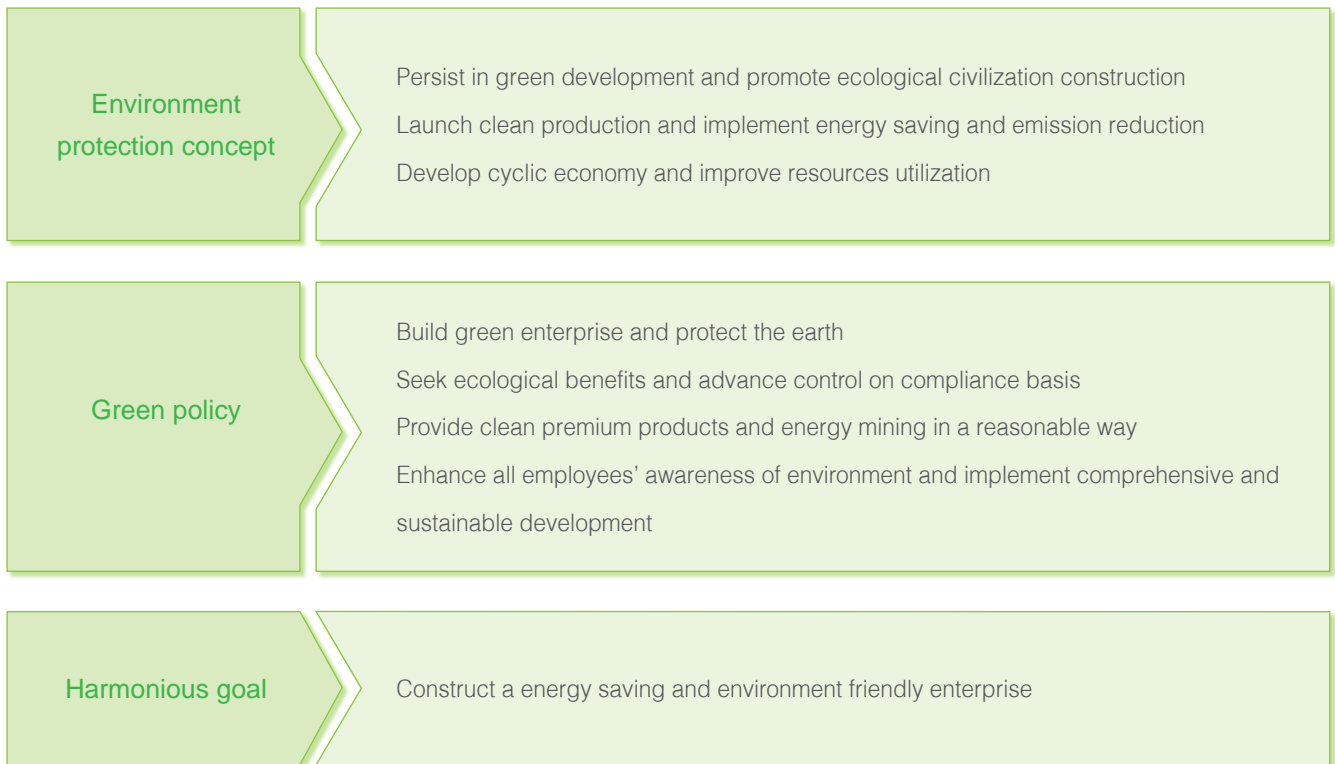 Environment
protection concept
Persist in green development and promote ecological civilization construction
Launch clean production and implement energy saving and emission reduction
Develop cyclic economy and improve resources utilization
Green policy
Build green enterprise and protect the earth
Seek ecological benefits and advance control on compliance basis
Provide clean premium products and energy mining in a reasonable way
Enhance all employees’ awareness of environment and implement comprehensive and
sustainable development
Harmonious goal
Construct a energy saving and environment friendly enterprise